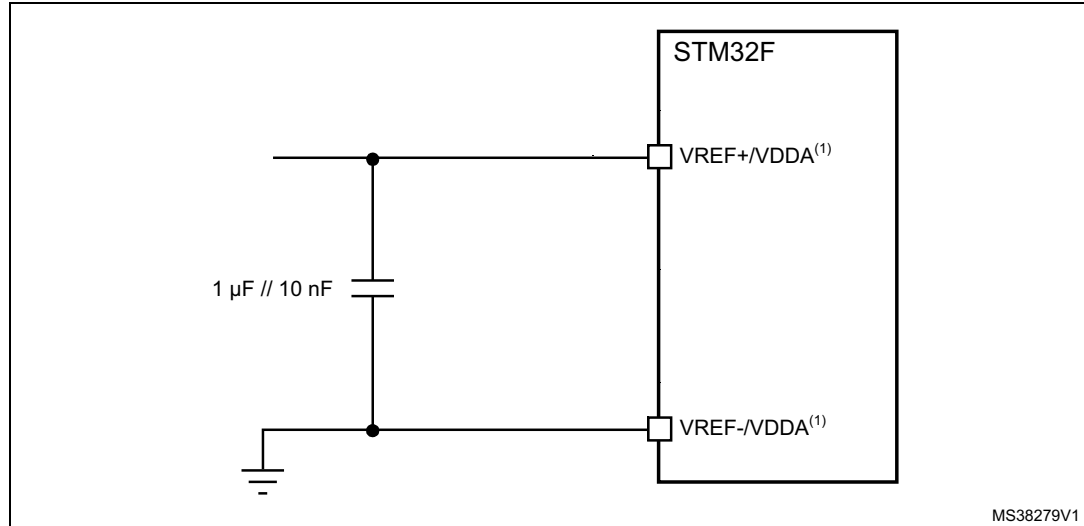 STM32F
VREF+/VDDA(1)
1 µF // 10 nF
VREF-/VDDA(1)
MS38279V1